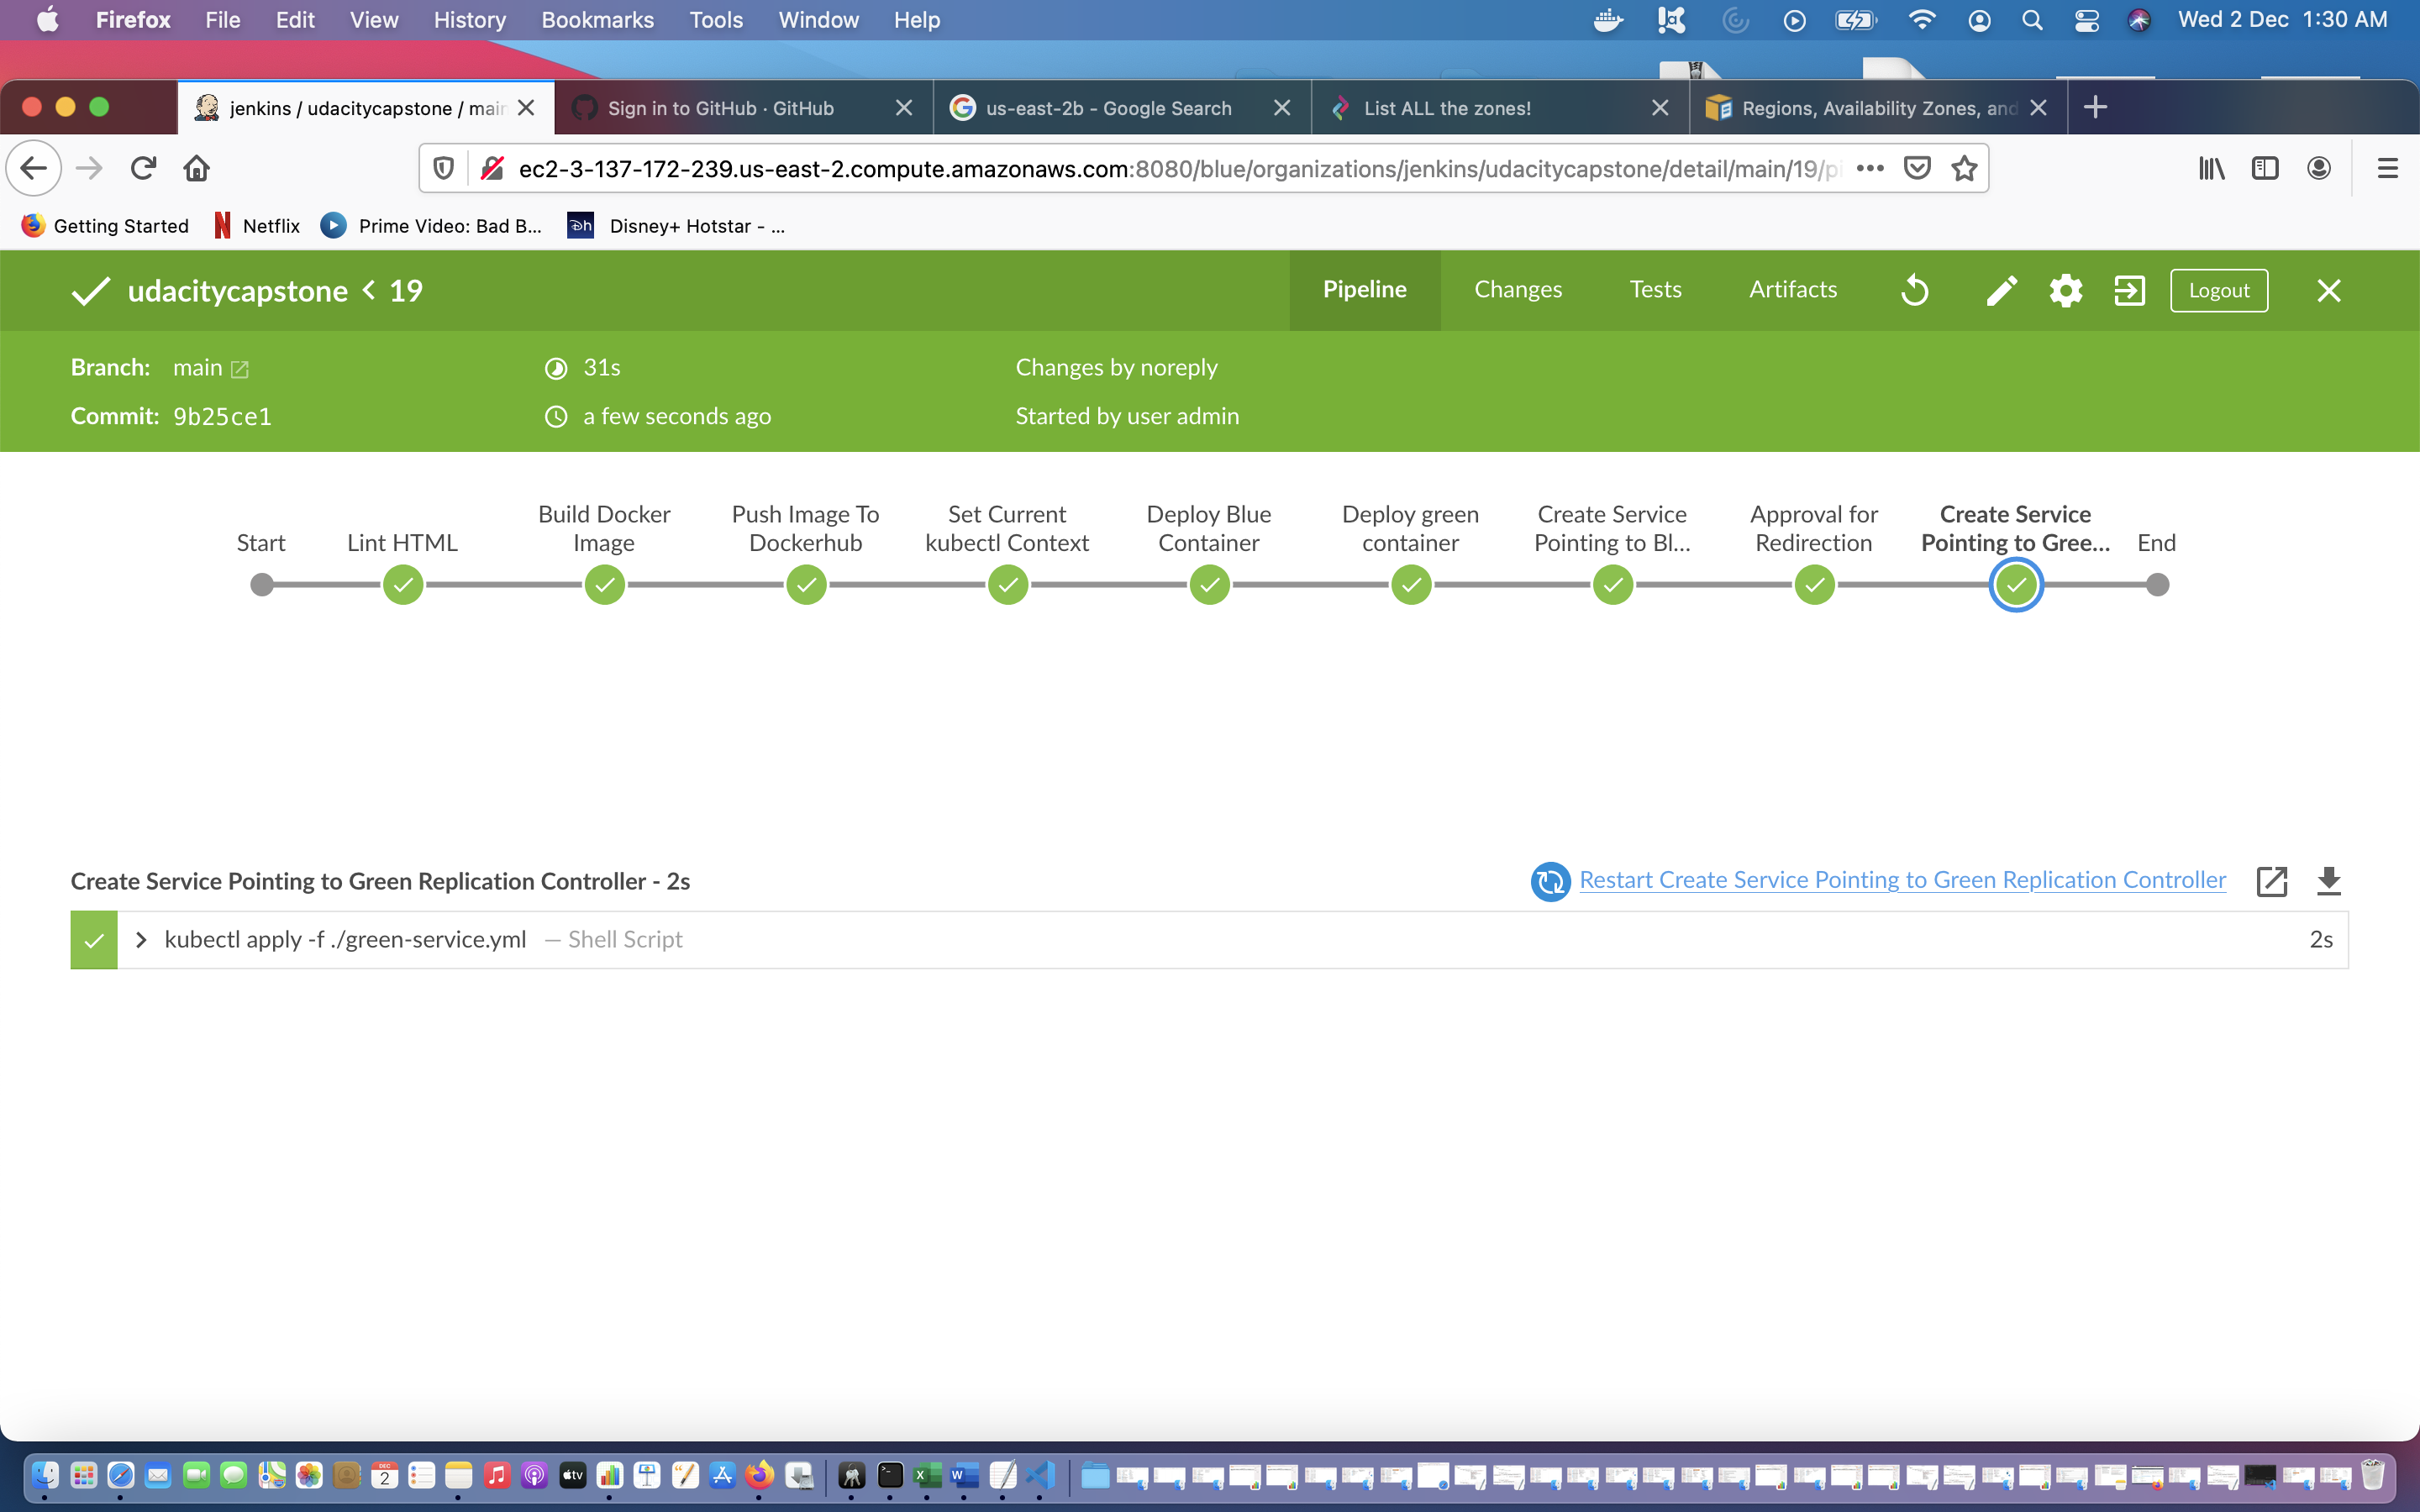 Firefox File Edit View History Bookmarks Tools Window Help Wed 2 Dec 1:30 AM
jenkins / udacitycapstone / main Sign in to GitHub · GitHub us-east-2b - Google Search List ALL the zones! Regions, Availability Zones, and
ec2-3-137-172-239.us-east-2.compute.amazonaws.com:8080/blue/organizations/jenkins/udacitycapstone/detail/main/19/pi
Getting Started Netflix Prime Video: Bad B... Disney+ Hotstar - ...
udacitycapstone < 19 Pipeline Changes Tests Artifacts Logout
Branch: main 31s Changes by noreply
Commit: 9b25ce1 a few seconds ago Started by user admin
Start
Lint HTML
Build Docker
Image
Push Image To
Dockerhub
Set Current
kubectl Context
Deploy Blue
Container
Deploy green
container
Create Service
Pointing to Bl...
Approval for
Redirection
Create Service
Pointing to Gree...
End
Create Service Pointing to Green Replication Controller - 2s Restart Create Service Pointing to Green Replication Controller
kubectl apply -f ./green-service.yml — Shell Script 2s